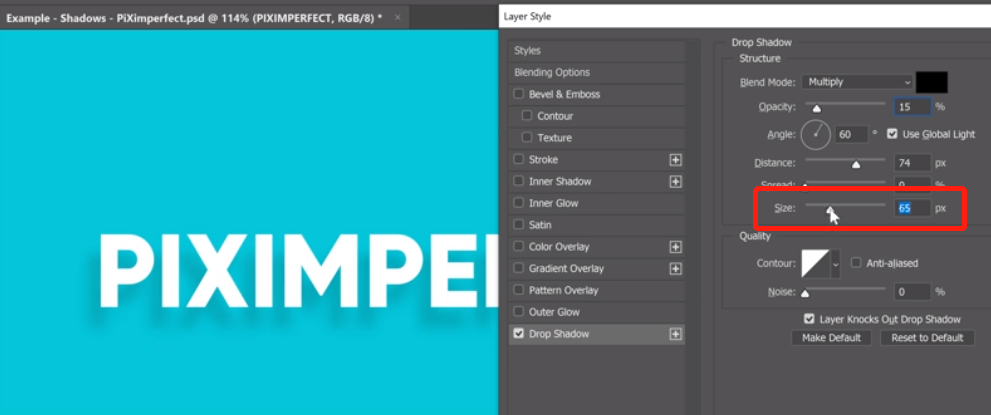 Example - Shadows - PiXimperfect.psd @ 114% (PIXIMPERFECT, RGB/8) * ×
Layer Style
Styles
Blending Options
Bevel & Emboss
Contour
Texture
Stroke
Inner Shadow
Inner Glow
Satin
Color Overlay
Gradient Overlay
Pattern Overlay
Outer Glow
Drop Shadow
Drop Shadow
Structure
Blend Mode: Multiply
Opacity: 15 %
Angle: 60 ° Use Global Light
Distance: 74 px
Spread: 0 %
Size: 65 px
Quality
Contour: Anti-aliased
Noise: 0 %
Layer Knocks Out Drop Shadow
Make Default Reset to Default
PIXIMPE